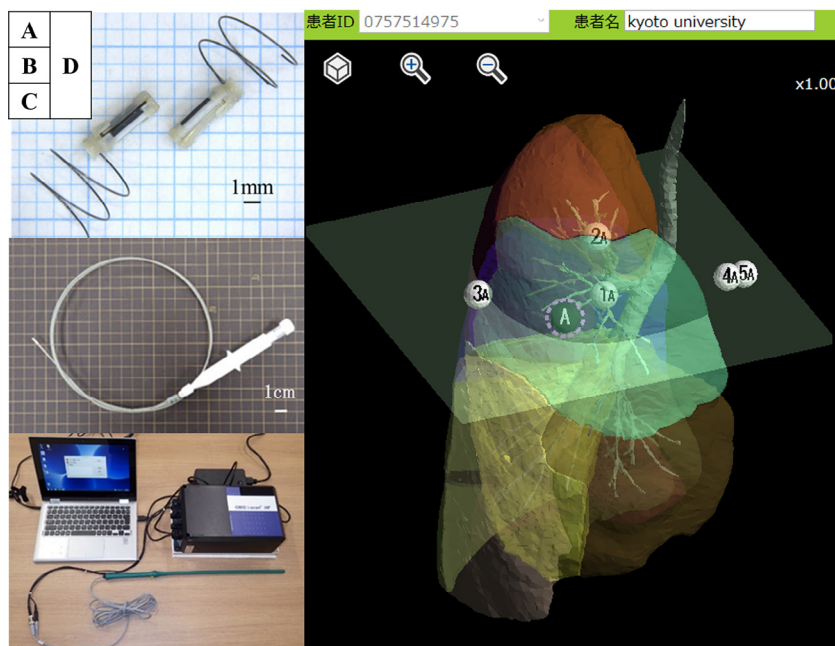 A
B
C
D
1mm
1cm
患者ID 0757514975 患者名 kyoto university
x1.00
2A
3A
1A
4A
5A
A